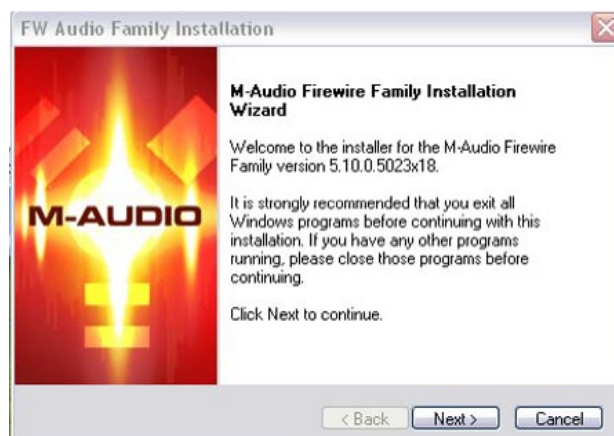 FW Audio Family Installation
M-AUDIO
M-Audio Firewire Family Installation
Wizard
Welcome to the installer for the M-Audio Firewire
Family version 5.10.0.5023x18.
It is strongly recommended that you exit all
Windows programs before continuing with this
installation. If you have any other programs
running, please close those programs before
continuing.
Click Next to continue.
< Back
Next >
Cancel